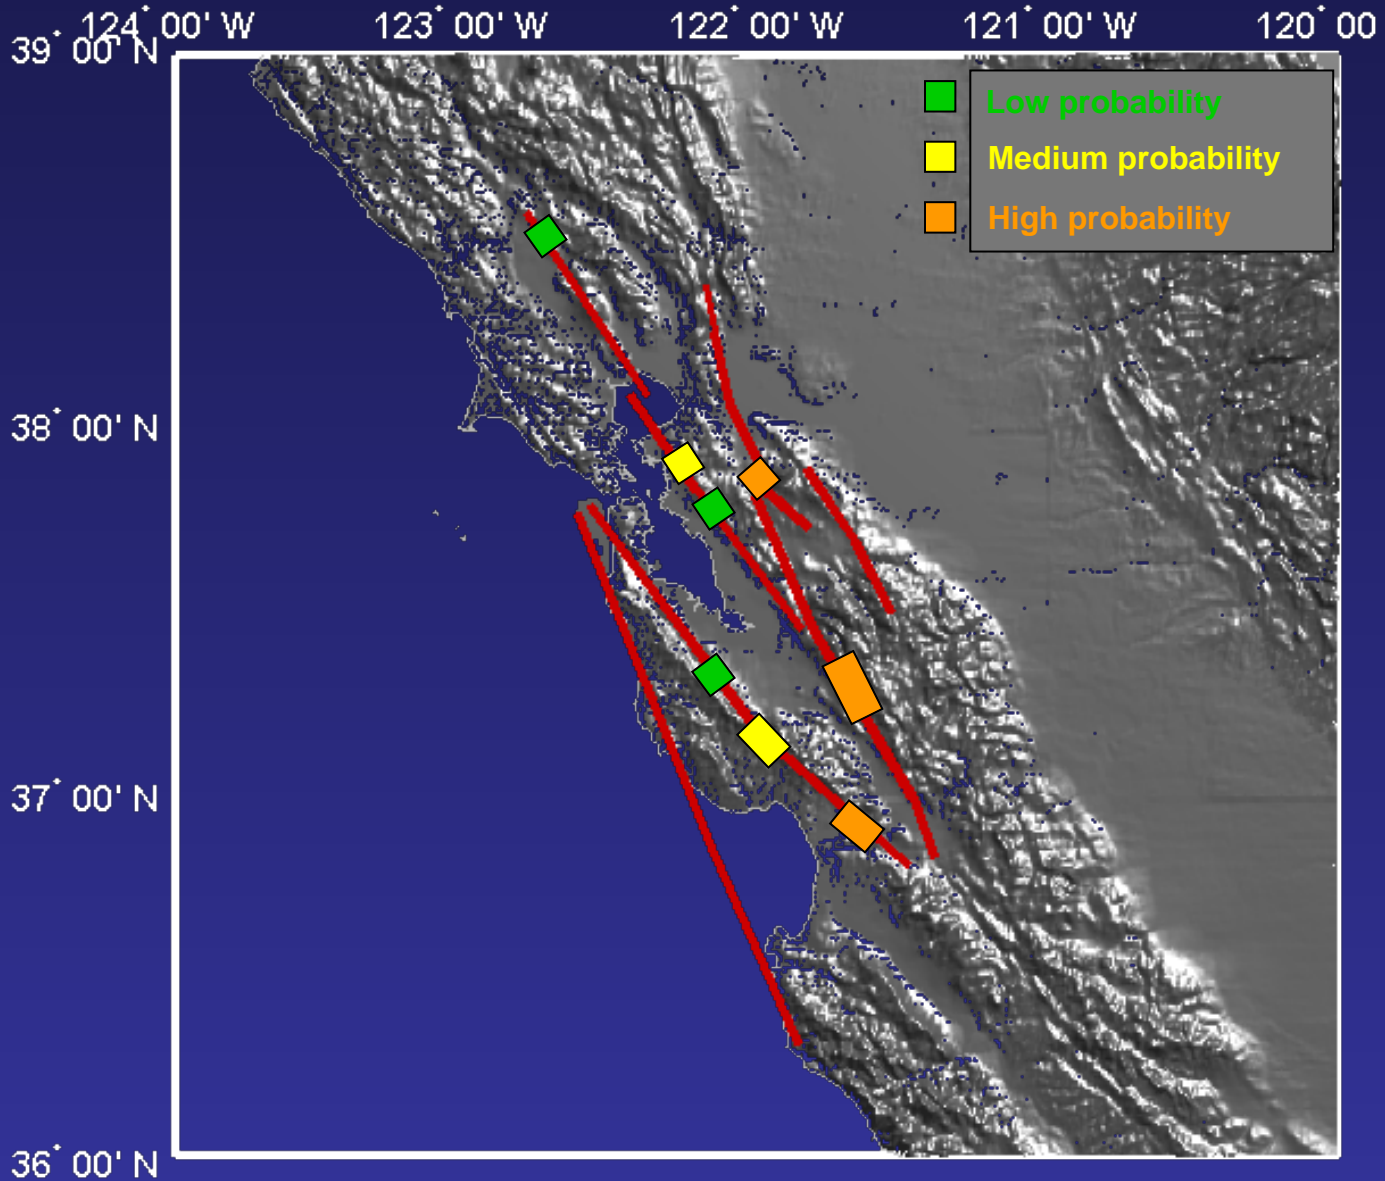 124° 00' W 123° 00' W 122° 00' W 121° 00' W 120° 00
39° 00' N
Low probability
Medium probability
High probability
38° 00' N
37° 00' N
36° 00' N